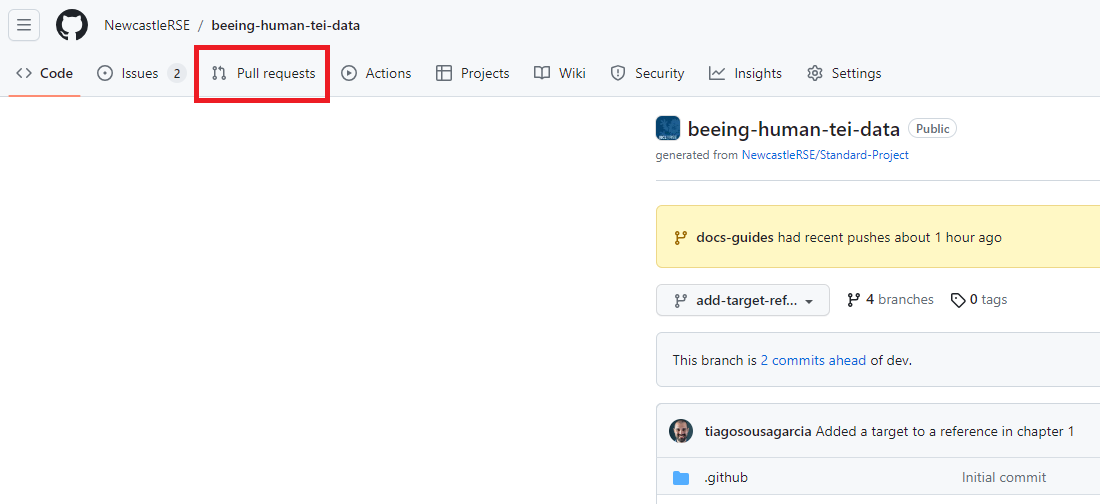 NewcastleRSE / beeing-human-tei-data
Code Issues 2 Pull requests Actions Projects Wiki Security Insights Settings
beeing-human-tei-data Public
generated from NewcastleRSE/Standard-Project
docs-guides had recent pushes about 1 hour ago
add-target-ref... 4 branches 0 tags
This branch is 2 commits ahead of dev.
tiagosousagarcia Added a target to a reference in chapter 1
.github Initial commit